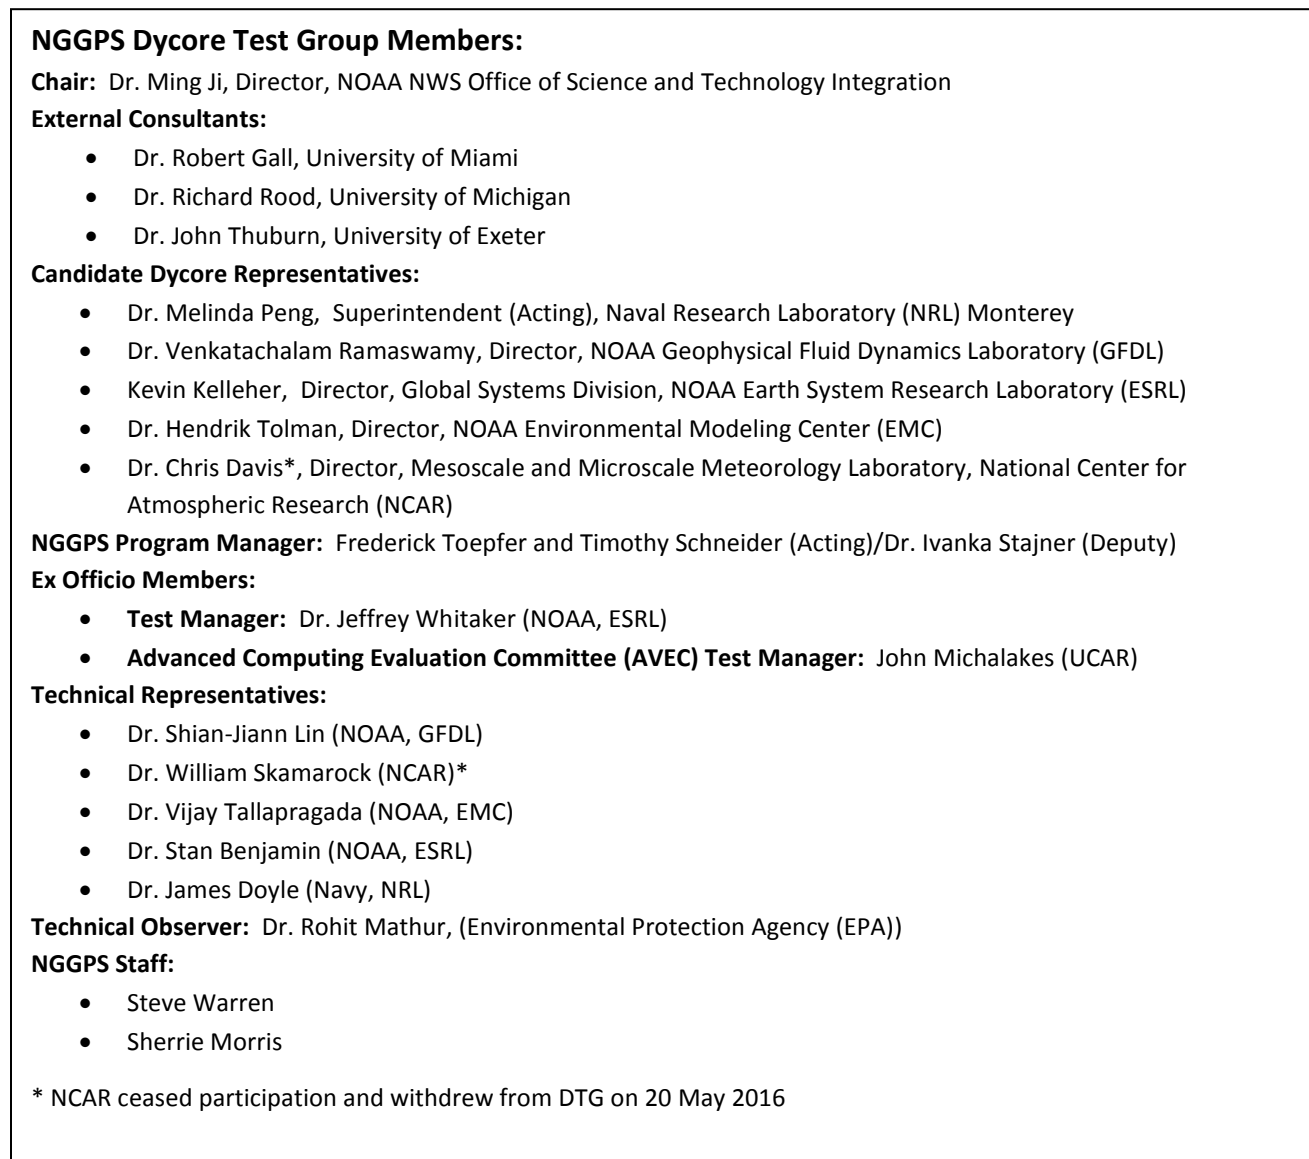 NGGPS Dycore Test Group Members:
Chair: Dr. Ming Ji, Director, NOAA NWS Office of Science and Technology Integration
External Consultants:
• Dr. Robert Gall, University of Miami
• Dr. Richard Rood, University of Michigan
• Dr. John Thuburn, University of Exeter
Candidate Dycore Representatives:
• Dr. Melinda Peng, Superintendent (Acting), Naval Research Laboratory (NRL) Monterey
• Dr. Venkatachalam Ramaswamy, Director, NOAA Geophysical Fluid Dynamics Laboratory (GFDL)
• Kevin Kelleher, Director, Global Systems Division, NOAA Earth System Research Laboratory (ESRL)
• Dr. Hendrik Tolman, Director, NOAA Environmental Modeling Center (EMC)
• Dr. Chris Davis*, Director, Mesoscale and Microscale Meteorology Laboratory, National Center for
Atmospheric Research (NCAR)
NGGPS Program Manager: Frederick Toepfer and Timothy Schneider (Acting)/Dr. Ivanka Stajner (Deputy)
Ex Officio Members:
• Test Manager: Dr. Jeffrey Whitaker (NOAA, ESRL)
• Advanced Computing Evaluation Committee (AVEC) Test Manager: John Michalakes (UCAR)
Technical Representatives:
• Dr. Shian-Jiann Lin (NOAA, GFDL)
• Dr. William Skamarock (NCAR)*
• Dr. Vijay Tallapragada (NOAA, EMC)
• Dr. Stan Benjamin (NOAA, ESRL)
• Dr. James Doyle (Navy, NRL)
Technical Observer: Dr. Rohit Mathur, (Environmental Protection Agency (EPA))
NGGPS Staff:
• Steve Warren
• Sherrie Morris
* NCAR ceased participation and withdrew from DTG on 20 May 2016